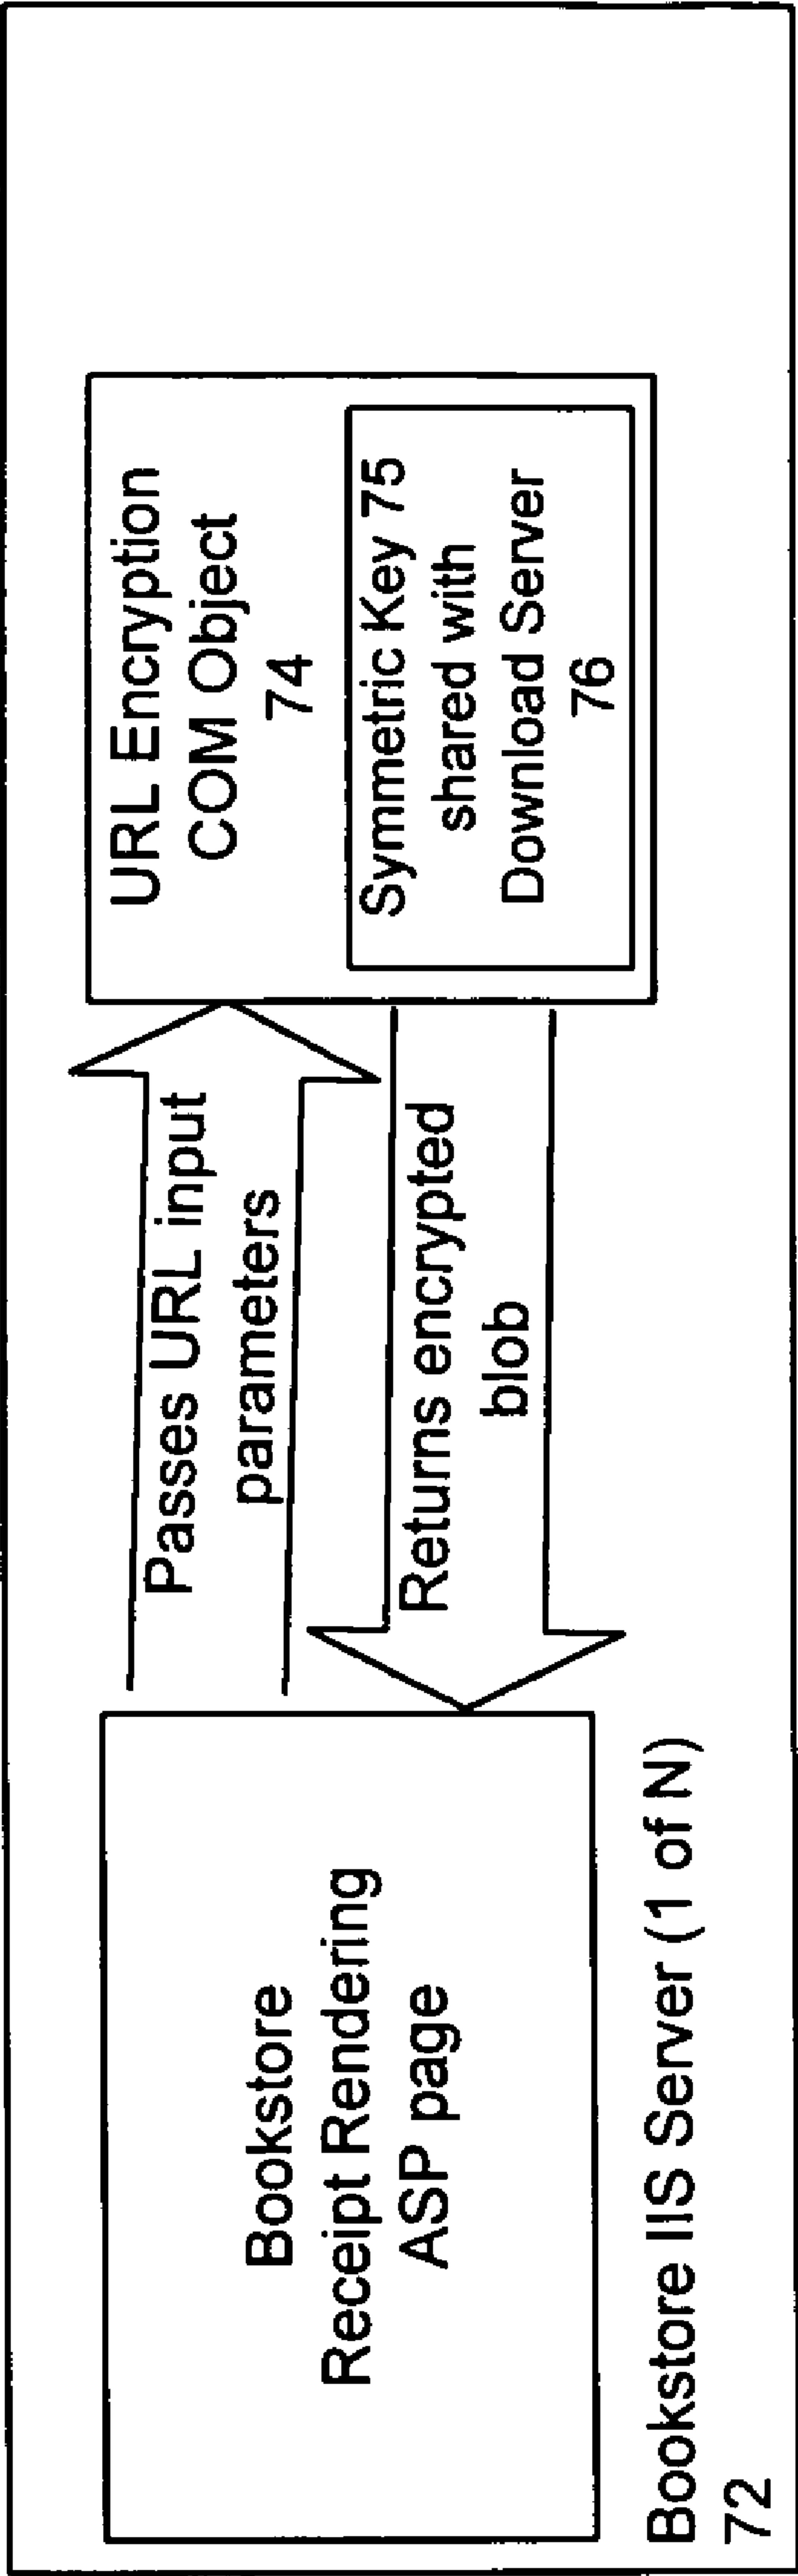 Bookstore
Receipt Rendering
ASP page
Passes URL input
parameters
Returns encrypted
blob
URL Encryption
COM Object
74
Symmetric Key 75
shared with
Download Server
76
Bookstore IIS Server (1 of N)
72